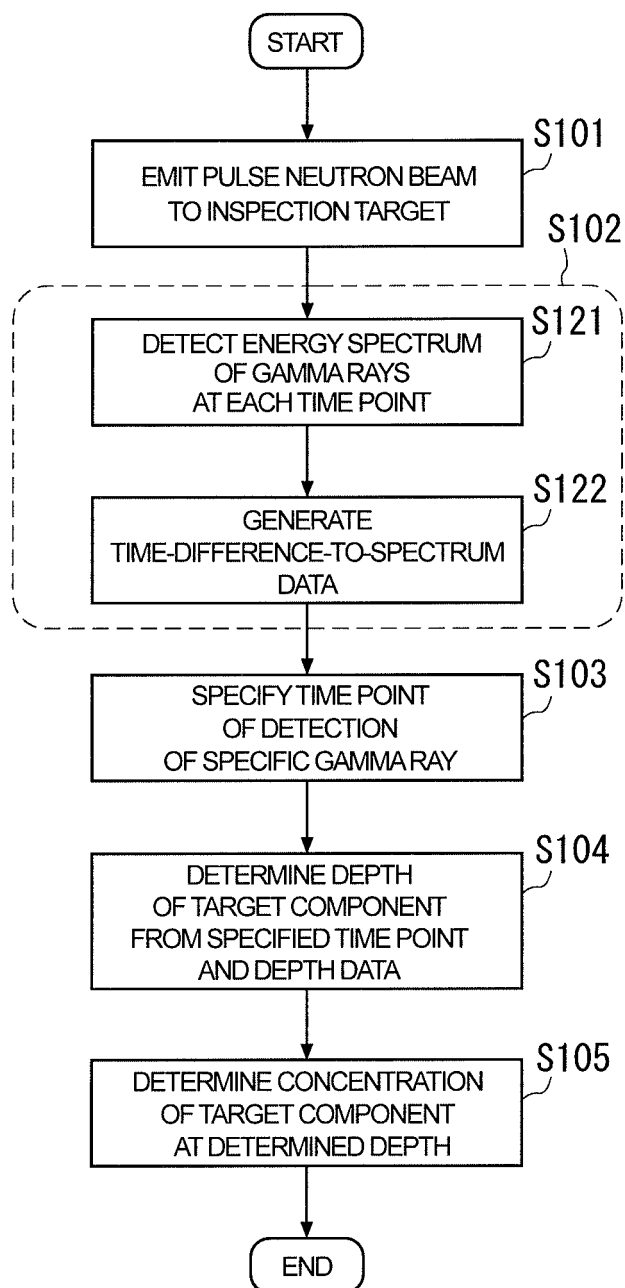 START
S101
EMIT PULSE NEUTRON BEAM
TO INSPECTION TARGET
S102
S121
DETECT ENERGY SPECTRUM
OF GAMMA RAYS
AT EACH TIME POINT
S122
GENERATE
TIME-DIFFERENCE-TO-SPECTRUM
DATA
S103
SPECIFY TIME POINT
OF DETECTION
OF SPECIFIC GAMMA RAY
S104
DETERMINE DEPTH
OF TARGET COMPONENT
FROM SPECIFIED TIME POINT
AND DEPTH DATA
S105
DETERMINE CONCENTRATION
OF TARGET COMPONENT
AT DETERMINED DEPTH
END